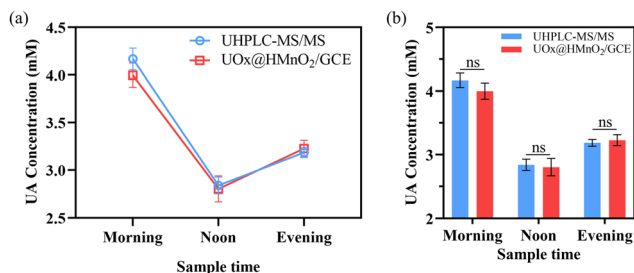 (a)
UA Concentration (mM)
4.5
4.0
3.5
3.0
2.5
UHPLC-MS/MS
UOx@HMnO₂/GCE
Morning Noon Evening
Sample time
(b)
UA Concentration (mM)
5
4
3
2
UHPLC-MS/MS
UOx@HMnO₂/GCE
ns
ns
ns
Morning Noon Evening
Sample time